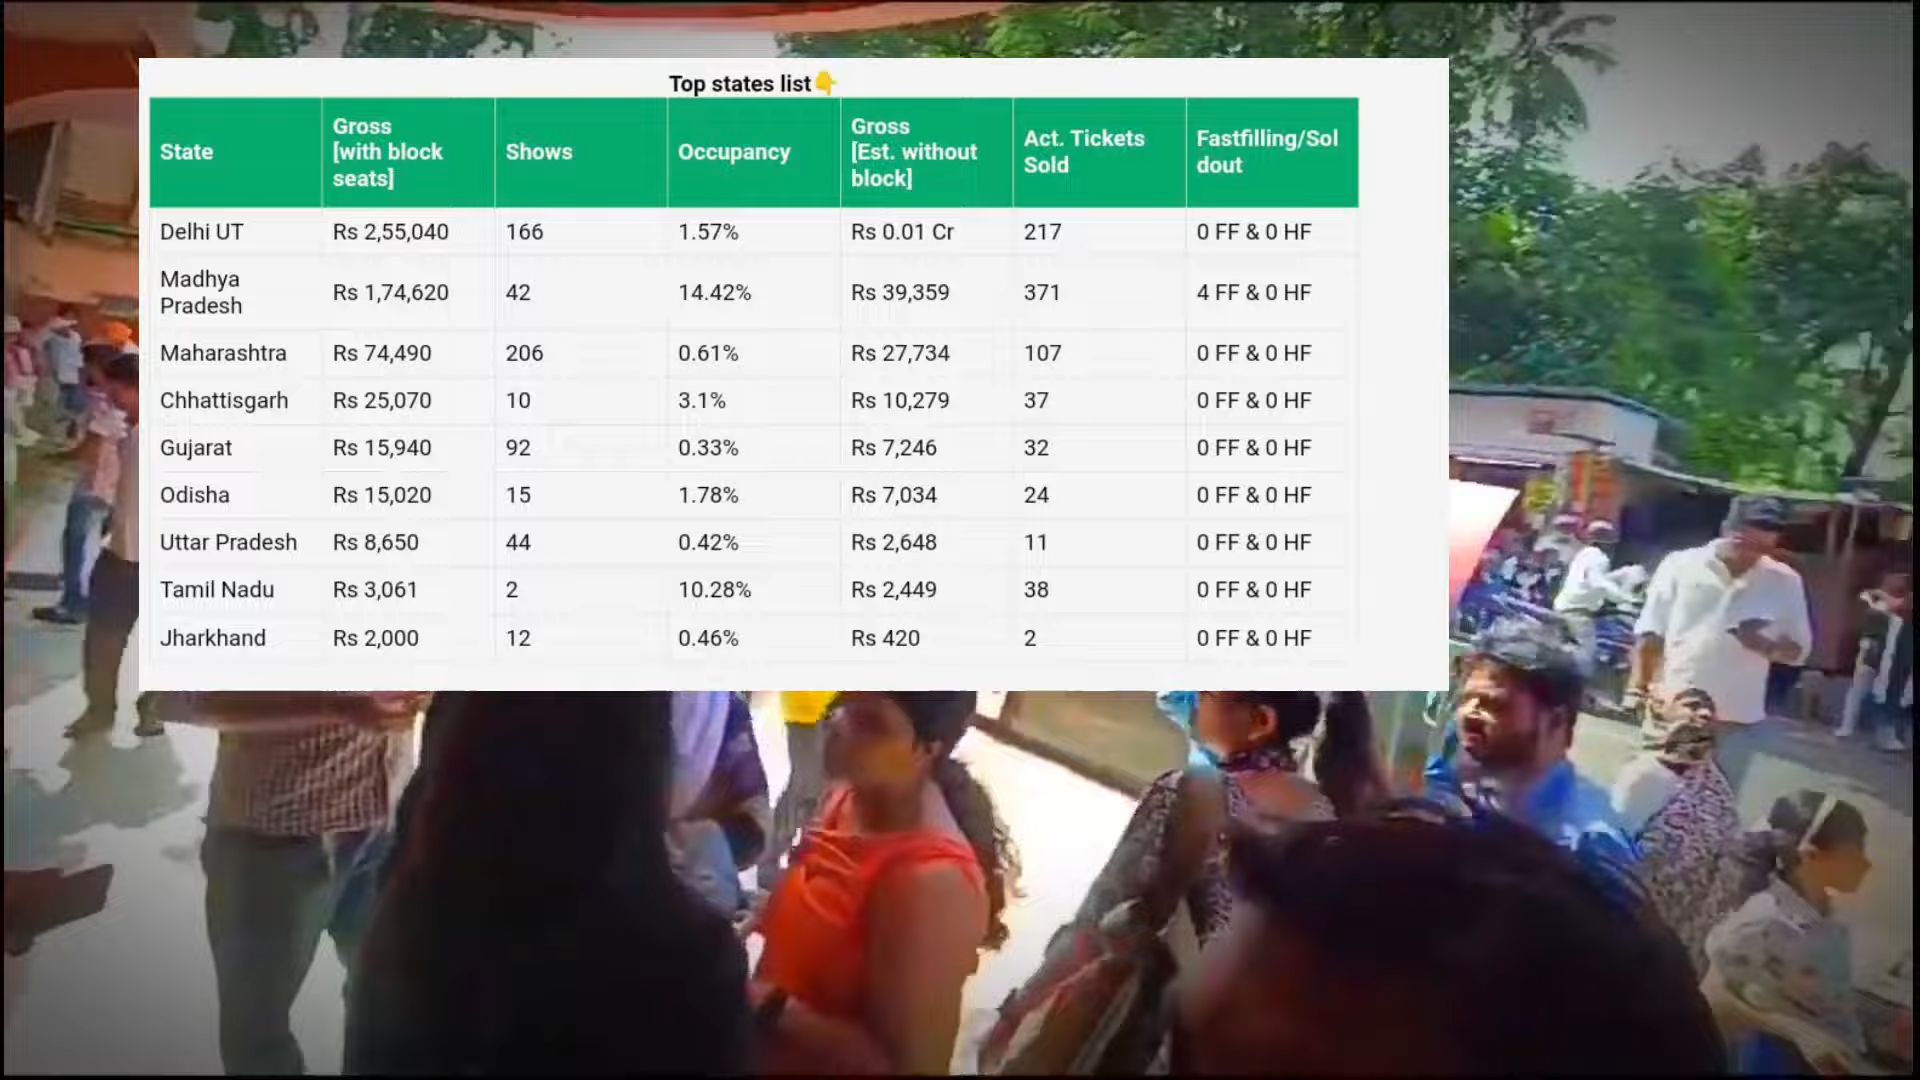 Top states list👇
State Gross [with block seats] Shows Occupancy Gross [Est. without block] Act. Tickets Sold Fastfilling/Soldout
Delhi UT Rs 2,55,040 166 1.57% Rs 0.01 Cr 217 0 FF & 0 HF
Madhya Pradesh Rs 1,74,620 42 14.42% Rs 39,359 371 4 FF & 0 HF
Maharashtra Rs 74,490 206 0.61% Rs 27,734 107 0 FF & 0 HF
Chhattisgarh Rs 25,070 10 3.1% Rs 10,279 37 0 FF & 0 HF
Gujarat Rs 15,940 92 0.33% Rs 7,246 32 0 FF & 0 HF
Odisha Rs 15,020 15 1.78% Rs 7,034 24 0 FF & 0 HF
Uttar Pradesh Rs 8,650 44 0.42% Rs 2,648 11 0 FF & 0 HF
Tamil Nadu Rs 3,061 2 10.28% Rs 2,449 38 0 FF & 0 HF
Jharkhand Rs 2,000 12 0.46% Rs 420 2 0 FF & 0 HF